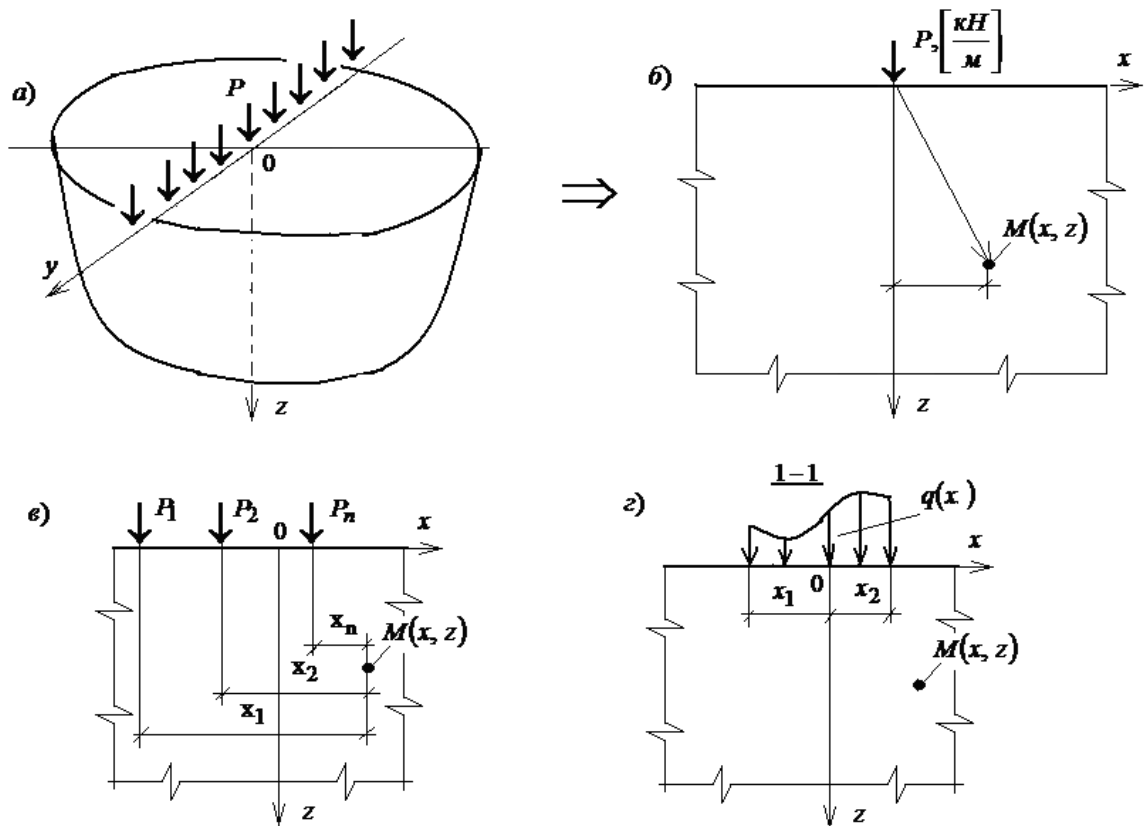 а)
P
0
y
z
⇒
б)
P, [кН/м]
x
M(x, z)
z
в)
P₁
P₂
0
Pₙ
x
xₙ
M(x, z)
x₂
x₁
z
г)
1–1
q(x.)
x
x₁
0
x₂
M(x, z)
z